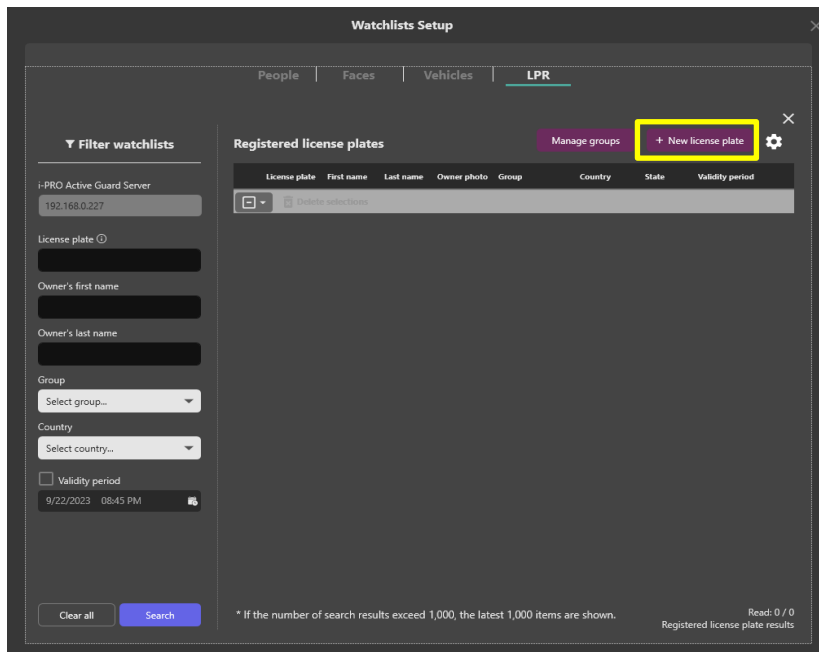 Watchlists Setup
People
Faces
Vehicles
LPR
Filter watchlists
i-PRO Active Guard Server
192.168.0.227
License plate
Owner's first name
Owner's last name
Group
Select group...
Country
Select country...
Validity period
9/22/2023 08:45 PM
Clear all
Search
Registered license plates
Manage groups
+ New license plate
License plate First name Last name Owner photo Group Country State Validity period
Delete selections
* If the number of search results exceed 1,000, the latest 1,000 items are shown.
Read: 0 / 0
Registered license plate results